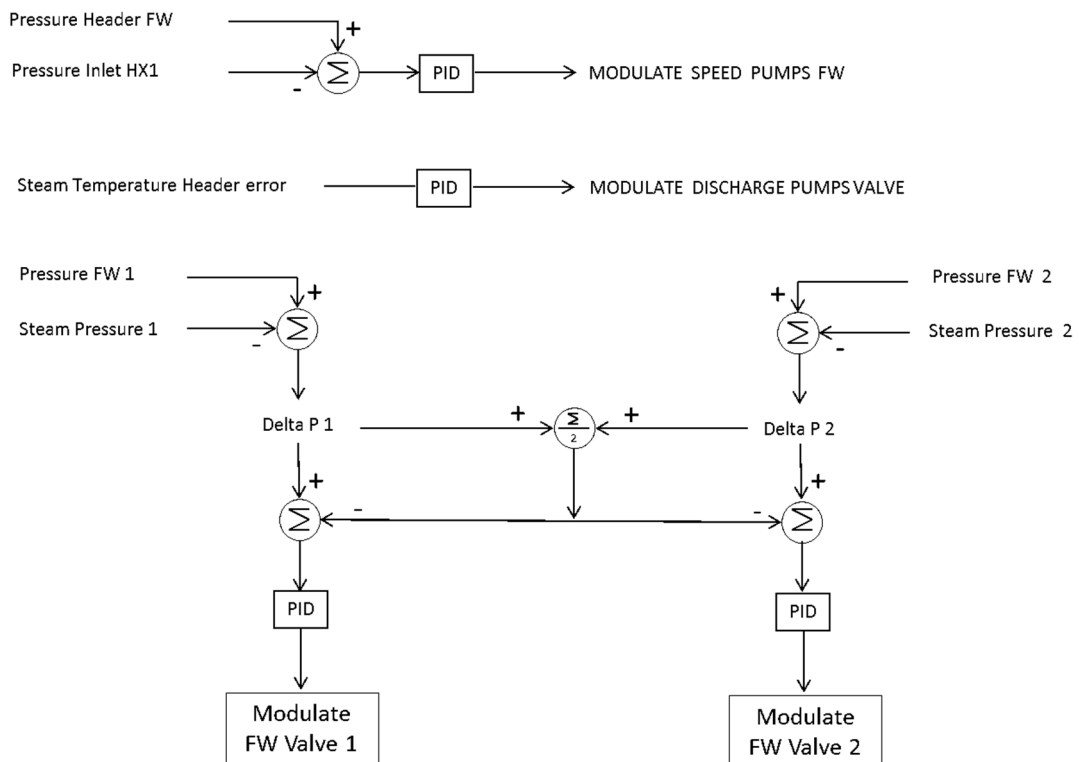 Pressure Header FW
+
Pressure Inlet HX1
-
Σ
PID
MODULATE SPEED PUMPS FW
Steam Temperature Header error
PID
MODULATE DISCHARGE PUMPS VALVE
Pressure FW 1
+
Steam Pressure 1
-
Σ
Pressure FW 2
+
Σ
-
Steam Pressure 2
Delta P 1
+
Σ
2
+
Delta P 2
+
Σ
-
-
+
Σ
PID
PID
Modulate
FW Valve 1
Modulate
FW Valve 2